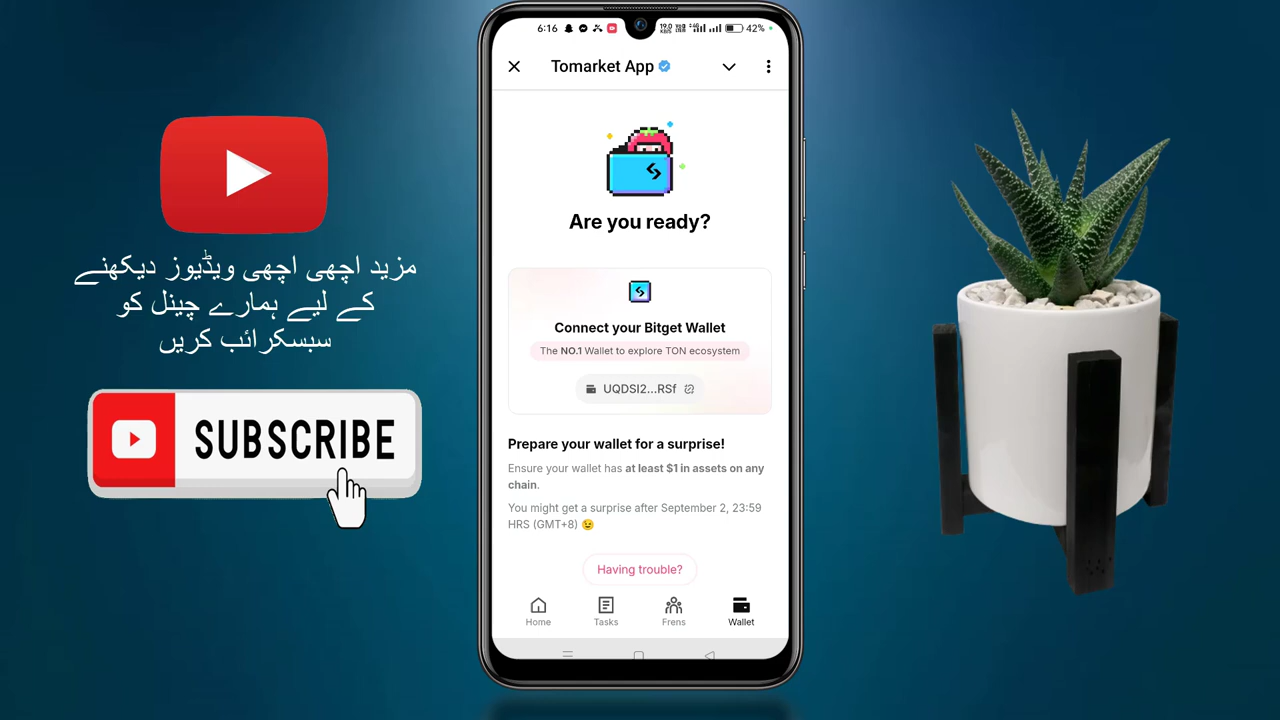 مزید اچھی اچھی ویڈیوز دیکھنے
کے لیے ہمارے چینل کو
سبسکرائب کریں
SUBSCRIBE
6:16
19.0 KB/S
42%
Tomarket App
Are you ready?
Connect your Bitget Wallet
The NO.1 Wallet to explore TON ecosystem
UQDSI2...RSf
Prepare your wallet for a surprise!
Ensure your wallet has at least $1 in assets on any
chain.
You might get a surprise after September 2, 23:59
HRS (GMT+8) 😉
Having trouble?
Home
Tasks
Frens
Wallet